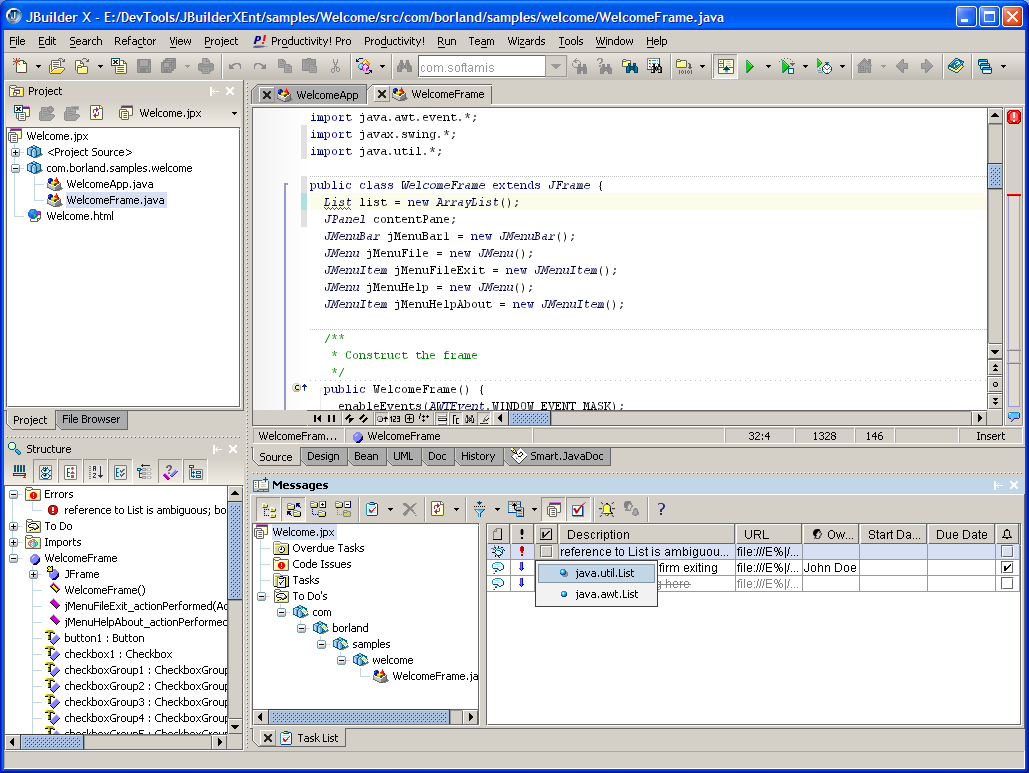 JBuilder X - E:/DevTools/JBuilderXEnt/samples/Welcome/src/com/borland/samples/welcome/WelcomeFrame.java
File Edit Search Refactor View Project P! Productivity! Pro Productivity! Run Team Wizards Tools Window Help
com.softamis
Project
Welcome.jpx
Welcome.jpx
<Project Source>
com.borland.samples.welcome
WelcomeApp.java
WelcomeFrame.java
Welcome.html
Project File Browser
WelcomeApp WelcomeFrame
import java.awt.event.*;
import javax.swing.*;
import java.util.*;
public class WelcomeFrame extends JFrame {
List list = new ArrayList();
JPanel contentPane;
JMenuBar jMenuBar1 = new JMenuBar();
JMenu jMenuFile = new JMenu();
JMenuItem jMenuFileExit = new JMenuItem();
JMenu jMenuHelp = new JMenu();
JMenuItem jMenuHelpAbout = new JMenuItem();
/**
* Construct the frame
*/
public WelcomeFrame() {
enableEvents(AWTEvent.WINDOW_EVENT_MASK);
WelcomeFram... WelcomeFrame 32:4 1328 146 Insert
Source Design Bean UML Doc History Smart.JavaDoc
Structure
Errors
reference to List is ambiguous; bo
To Do
Imports
WelcomeFrame
JFrame
WelcomeFrame()
jMenuFileExit_actionPerformed(Ac
jMenuHelpAbout_actionPerformed
button1 : Button
checkbox1 : Checkbox
checkboxGroup1 : CheckboxGroup
checkboxGroup2 : CheckboxGroup
checkboxGroup3 : CheckboxGroup
checkboxGroup4 : CheckboxGroup
Messages
Welcome.jpx
Overdue Tasks
Code Issues
Tasks
To Do's
com
borland
samples
welcome
WelcomeFrame.ja
Description URL Ow... Start Da... Due Date
reference to List is ambiguou... file:///E%|/...
firm exiting file:///E%|/... John Doe
here file:///E%|/...
java.util.List
java.awt.List
Task List